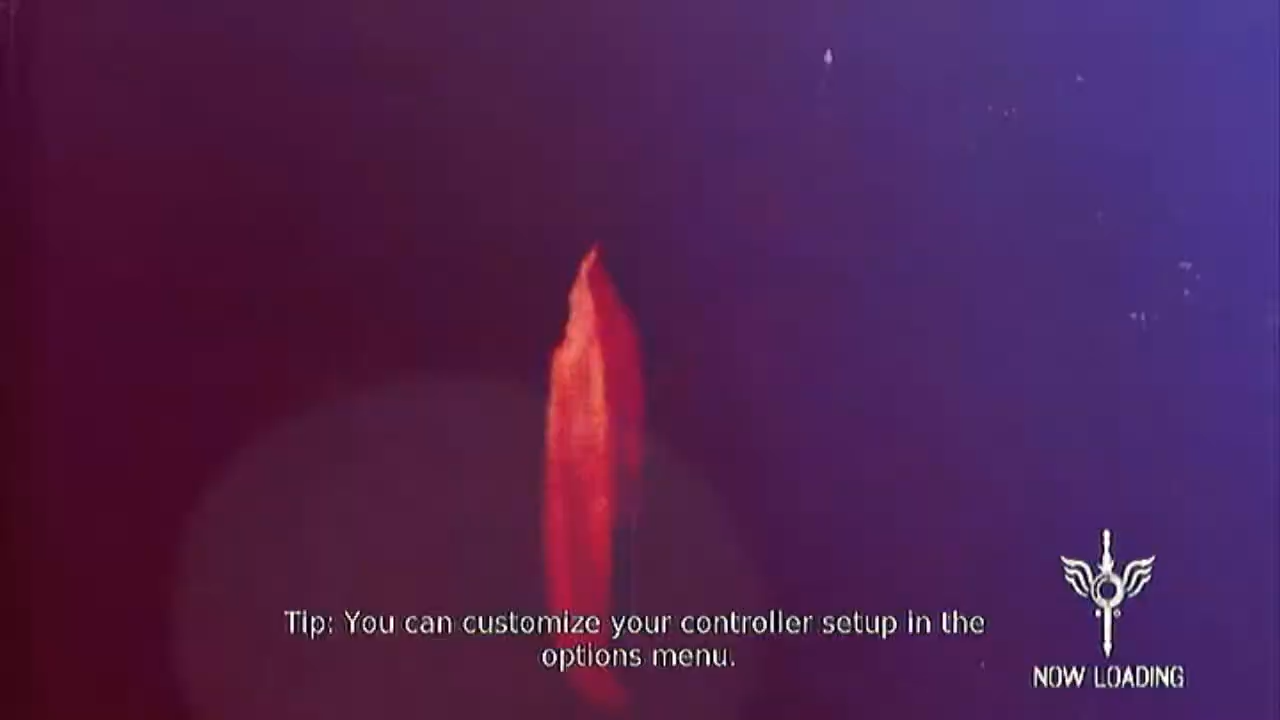 Tip: You can customize your controller setup in the
options menu.
NOW LOADING